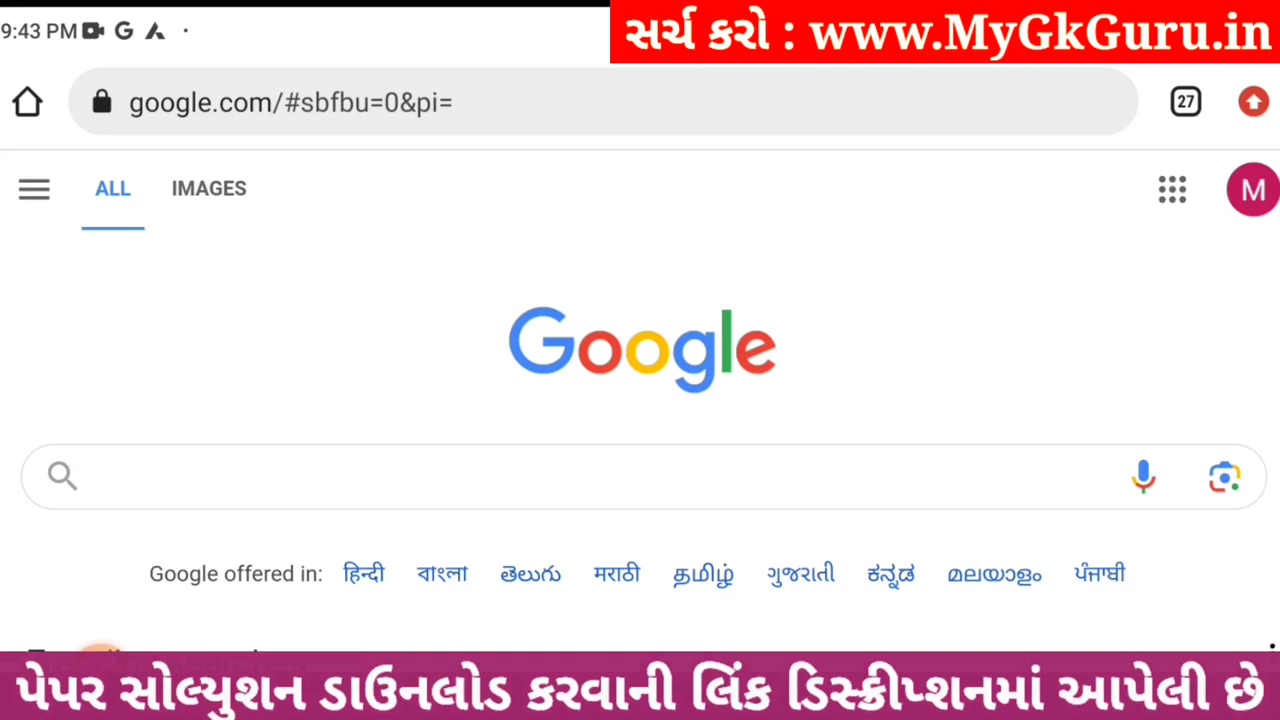 9:43 PM
સર્ચ કરો : www.MyGkGuru.in
google.com/#sbfbu=0&pi=
27
ALL IMAGES
M
Google
Google offered in: हिन्दी বাংলা తెలుగు मराठी தமிழ் ગુજરાતી ಕನ್ನಡ മലയാളം ਪੰਜਾਬੀ
પેપર સોલ્યુશન ડાઉનલોડ કરવાની લિંક ડિસ્ક્રીપ્શનમાં આપેલી છે